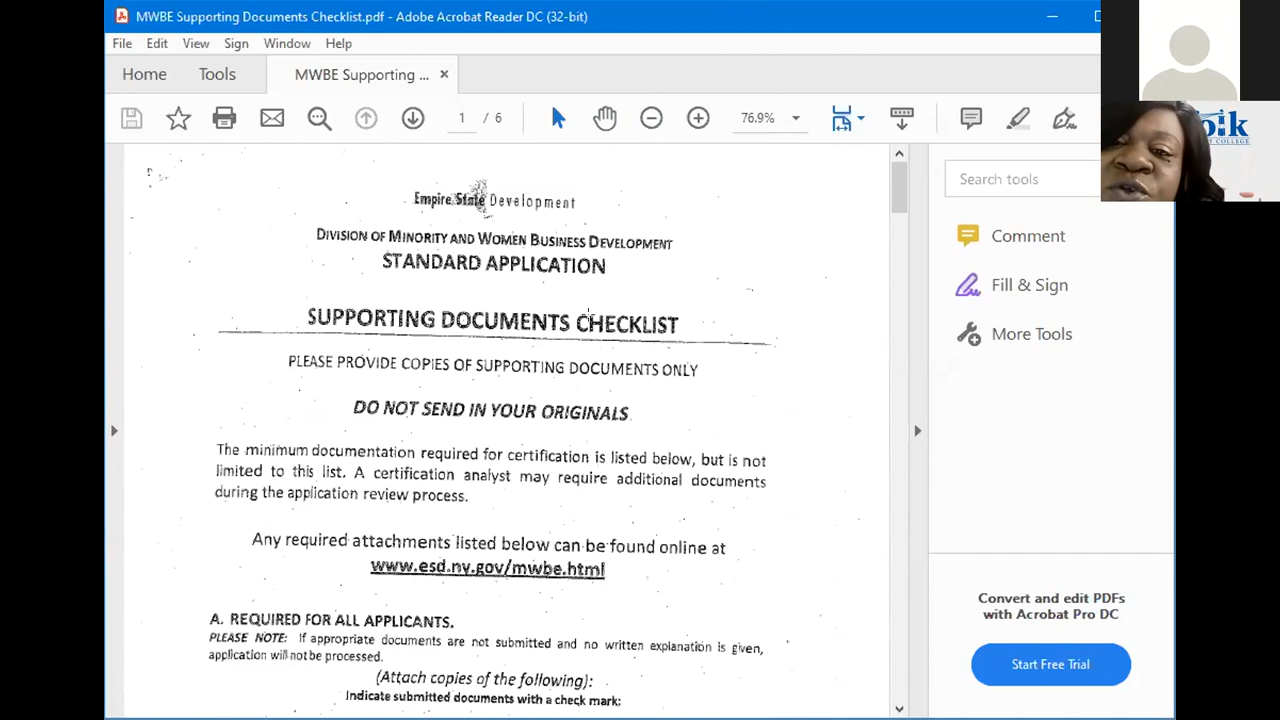 MWBE Supporting Documents Checklist.pdf - Adobe Acrobat Reader DC (32-bit)
File Edit View Sign Window Help
Home Tools MWBE Supporting ...
1 / 6 76.9%
Empire State Development
DIVISION OF MINORITY AND WOMEN BUSINESS DEVELOPMENT
STANDARD APPLICATION
SUPPORTING DOCUMENTS CHECKLIST
PLEASE PROVIDE COPIES OF SUPPORTING DOCUMENTS ONLY
DO NOT SEND IN YOUR ORIGINALS.
The minimum documentation required for certification is listed below, but is not
limited to this list. A certification analyst may require additional documents
during the application review process.
Any required attachments listed below can be found online at
www.esd.ny.gov/mwbe.html
A. REQUIRED FOR ALL APPLICANTS.
PLEASE NOTE: If appropriate documents are not submitted and no written explanation is given,
application will not be processed.
(Attach copies of the following):
Indicate submitted documents with a check mark;
Search tools
Comment
Fill & Sign
More Tools
Convert and edit PDFs
with Acrobat Pro DC
Start Free Trial
COLLEGE